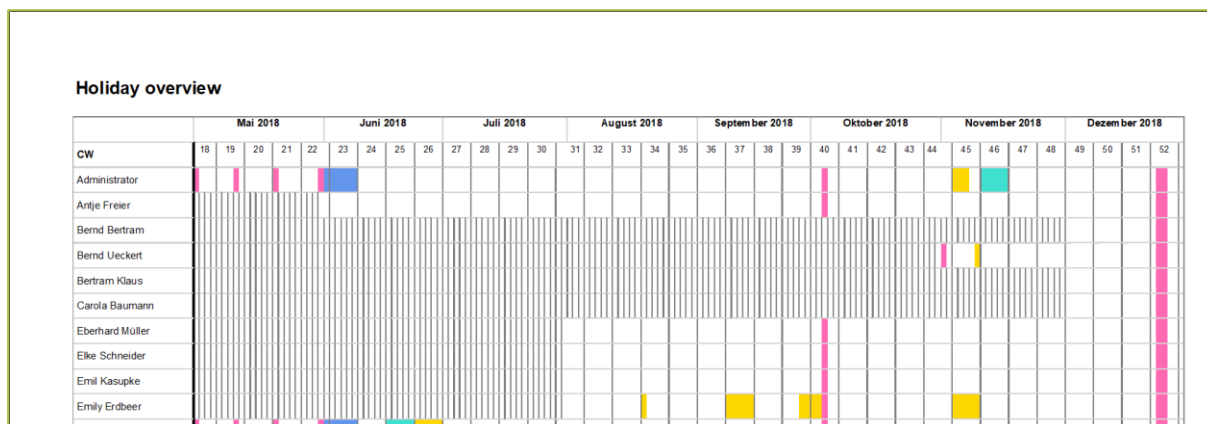 Holiday overview
Mai 2018 Juni 2018 Juli 2018 August 2018 September 2018 Oktober 2018 November 2018 Dezember 2018
CW 18 19 20 21 22 23 24 25 26 27 28 29 30 31 32 33 34 35 36 37 38 39 40 41 42 43 44 45 46 47 48 49 50 51 52
Administrator
Antje Freier
Bernd Bertram
Bernd Ueckert
Bertram Klaus
Carola Baumann
Eberhard Müller
Elke Schneider
Emil Kasupke
Emily Erdbeer